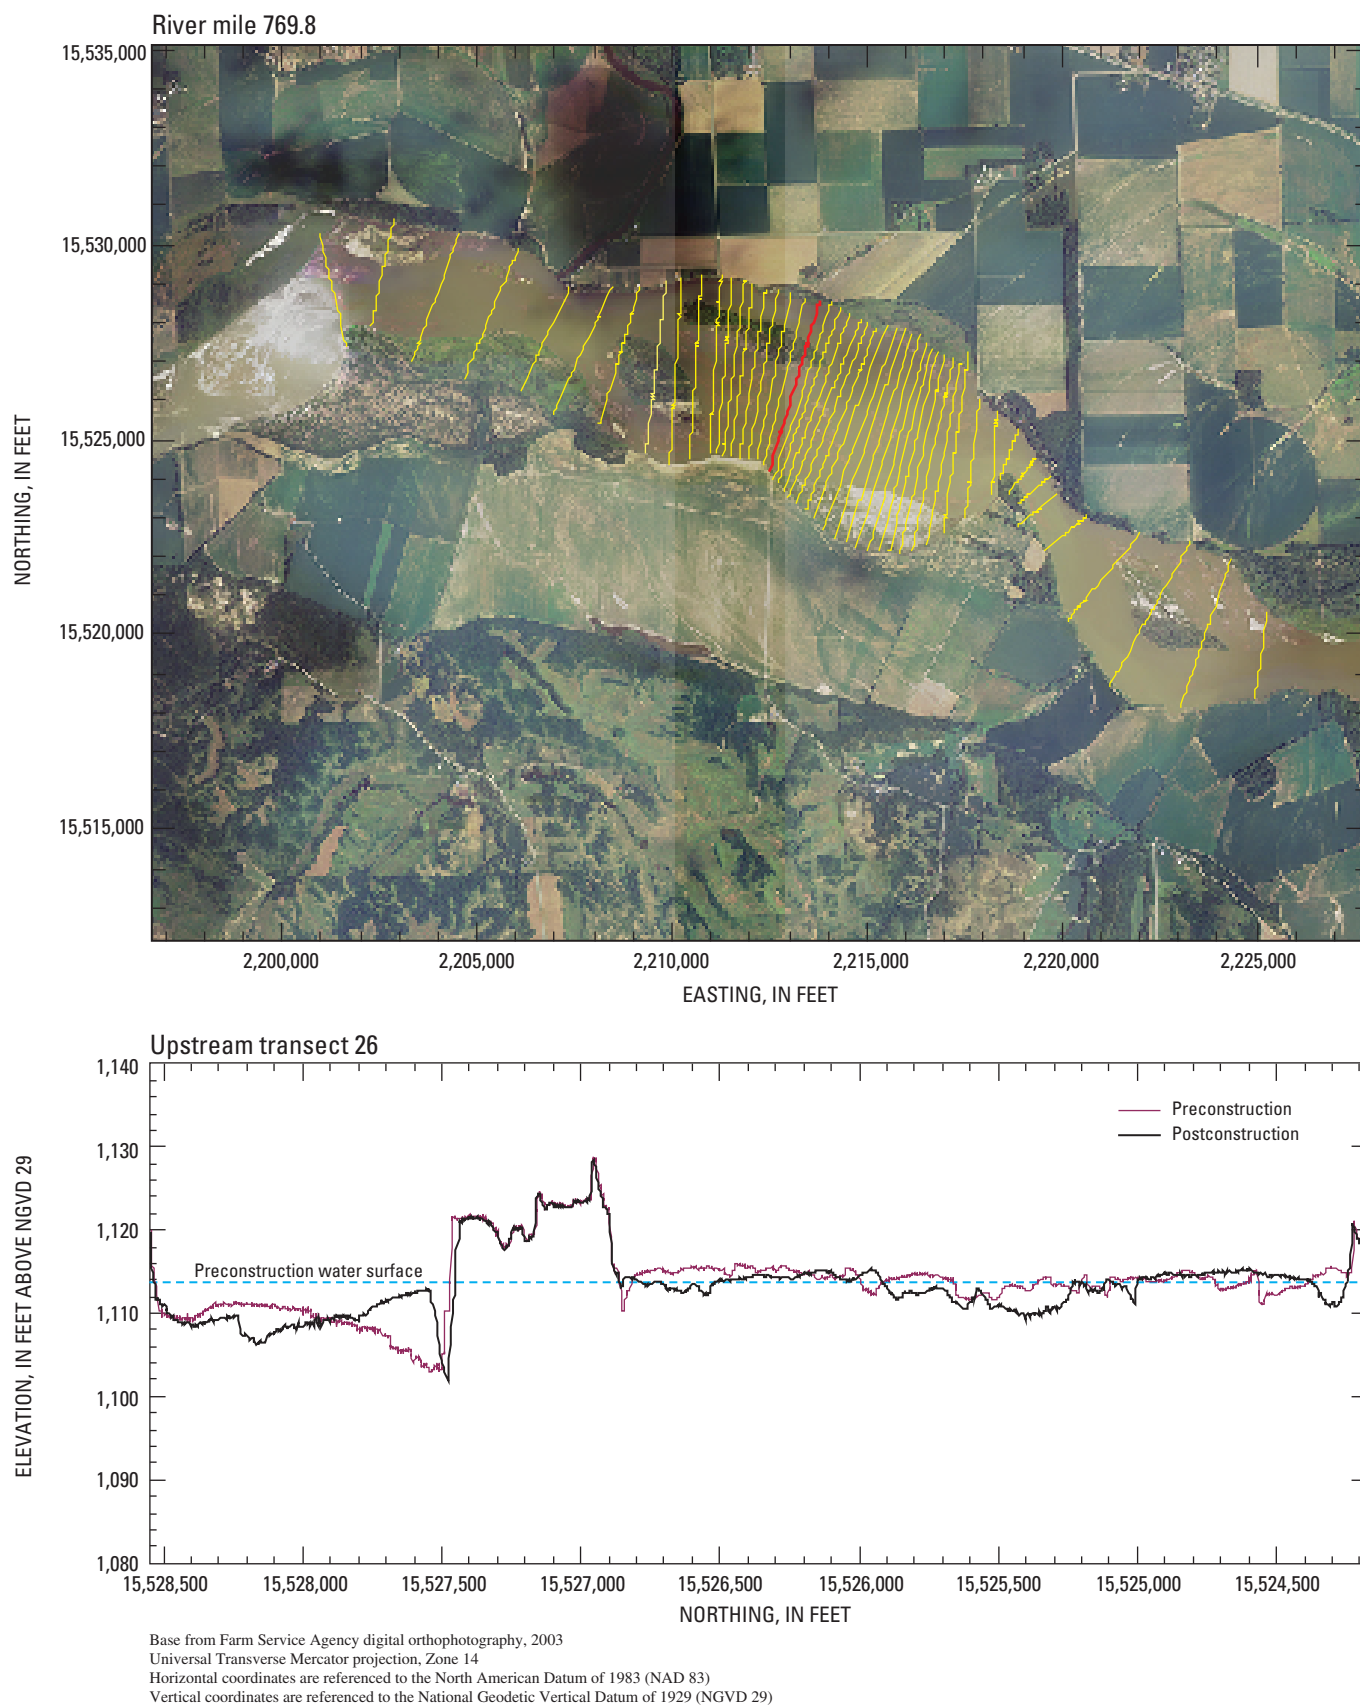 River mile 769.8
15,535,000
15,530,000
15,525,000
15,520,000
15,515,000
NORTHING, IN FEET
2,200,000 2,205,000 2,210,000 2,215,000 2,220,000 2,225,000
EASTING, IN FEET
Upstream transect 26
1,140
1,130
1,120
1,110
1,100
1,090
1,080
ELEVATION, IN FEET ABOVE NGVD 29
Preconstruction
Postconstruction
Preconstruction water surface
15,528,500 15,528,000 15,527,500 15,527,000 15,526,500 15,526,000 15,525,500 15,525,000 15,524,500
NORTHING, IN FEET
Base from Farm Service Agency digital orthophotography, 2003
Universal Transverse Mercator projection, Zone 14
Horizontal coordinates are referenced to the North American Datum of 1983 (NAD 83)
Vertical coordinates are referenced to the National Geodetic Vertical Datum of 1929 (NGVD 29)